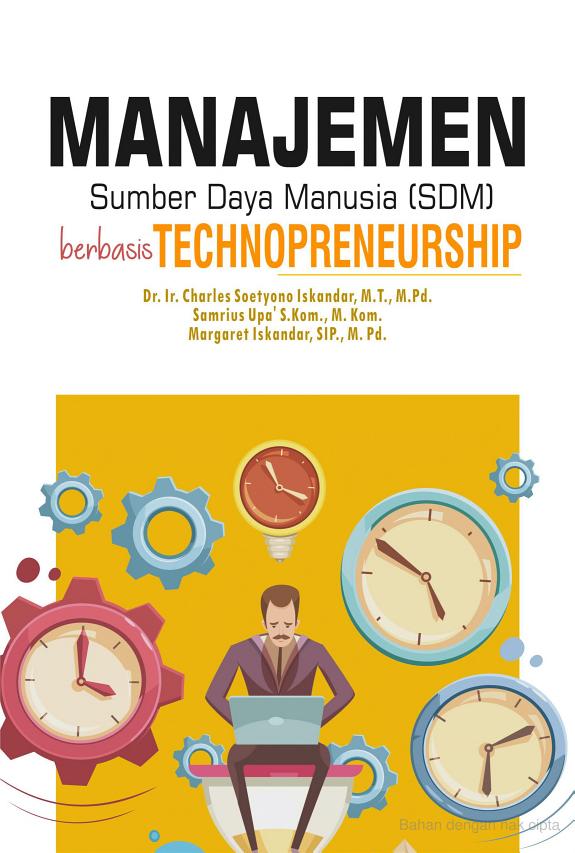 MANAJEMEN
Sumber Daya Manusia (SDM)
berbasis TECHNOPRENEURSHIP
Dr. Ir. Charles Soetyono Iskandar, M.T., M.Pd.
Samrius Upa' S.Kom., M. Kom.
Margaret Iskandar, SIP., M. Pd.
Bahan dengan hak cipta